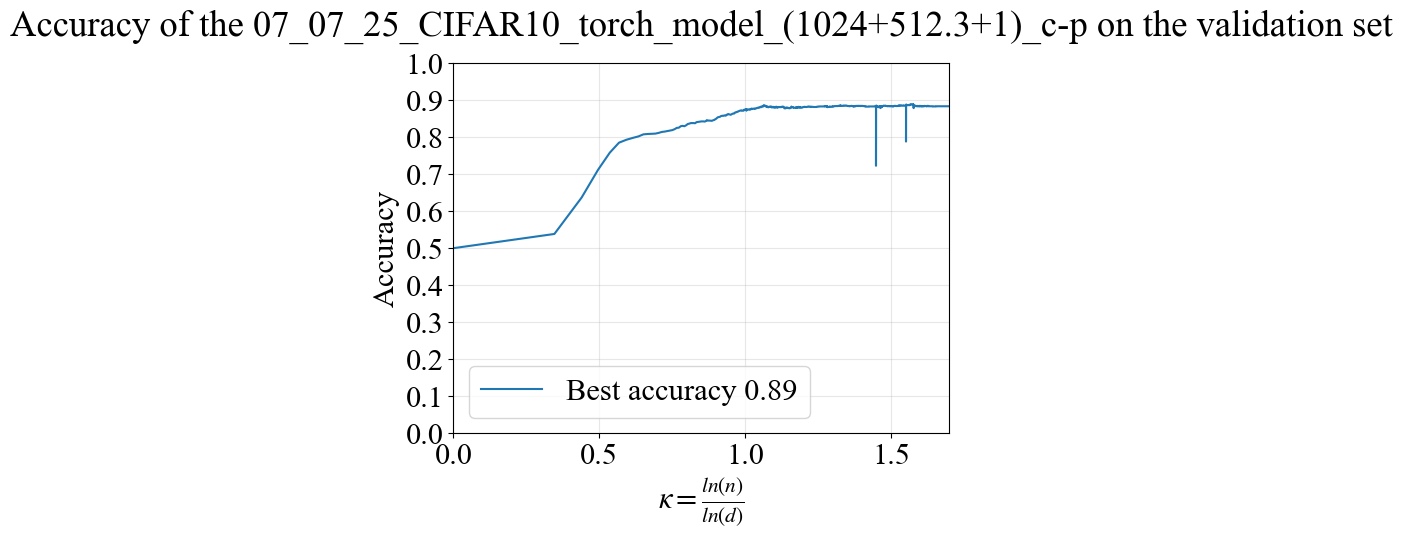 Accuracy of the 07_07_25_CIFAR10_torch_model_(1024+512.3+1)_c-p on the validation set
1.0
0.9
0.8
0.7
0.6
0.5
0.4
0.3
0.2
0.1
0.0
Accuracy
Best accuracy 0.89
0.0 0.5 1.0 1.5
κ = ln(n)/ln(d)